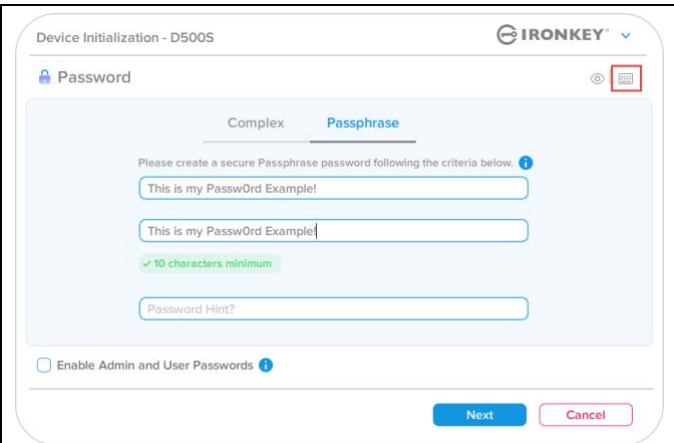 Device Initialization - D500S
IRONKEY™
Password
Complex
Passphrase
Please create a secure Passphrase password following the criteria below.
This is my Passw0rd Example!
This is my Passw0rd Example!
✓ 10 characters minimum
Password Hint?
Enable Admin and User Passwords
Next
Cancel